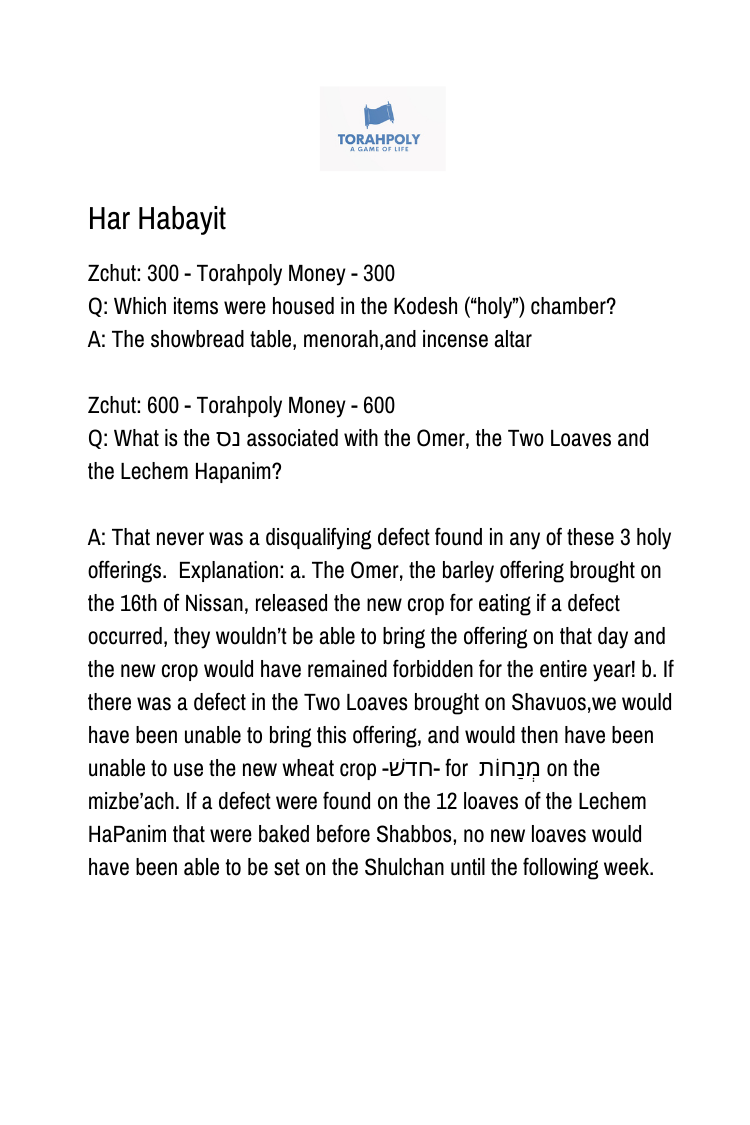 TORAHPOLY
A GAME OF LIFE
Har Habayit
Zchut: 300 - Torahpoly Money - 300
Q: Which items were housed in the Kodesh (“holy”) chamber?
A: The showbread table, menorah,and incense altar
Zchut: 600 - Torahpoly Money - 600
Q: What is the נס associated with the Omer, the Two Loaves and
the Lechem Hapanim?
A: That never was a disqualifying defect found in any of these 3 holy
offerings.  Explanation: a. The Omer, the barley offering brought on
the 16th of Nissan, released the new crop for eating if a defect
occurred, they wouldn’t be able to bring the offering on that day and
the new crop would have remained forbidden for the entire year! b. If
there was a defect in the Two Loaves brought on Shavuos,we would
have been unable to bring this offering, and would then have been
unable to use the new wheat crop -חדשׁ- for  מְנַחוֹת on the
mizbe’ach. If a defect were found on the 12 loaves of the Lechem
HaPanim that were baked before Shabbos, no new loaves would
have been able to be set on the Shulchan until the following week.